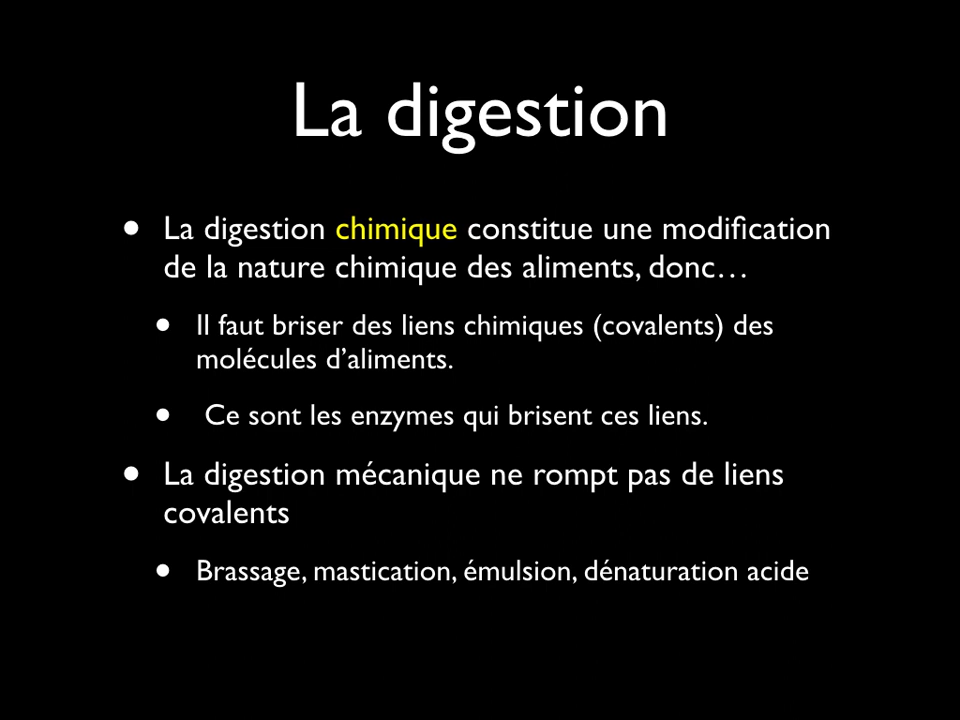 La digestion
• La digestion chimique constitue une modification
de la nature chimique des aliments, donc…
• Il faut briser des liens chimiques (covalents) des
molécules d’aliments.
• Ce sont les enzymes qui brisent ces liens.
• La digestion mécanique ne rompt pas de liens
covalents
• Brassage, mastication, émulsion, dénaturation acide